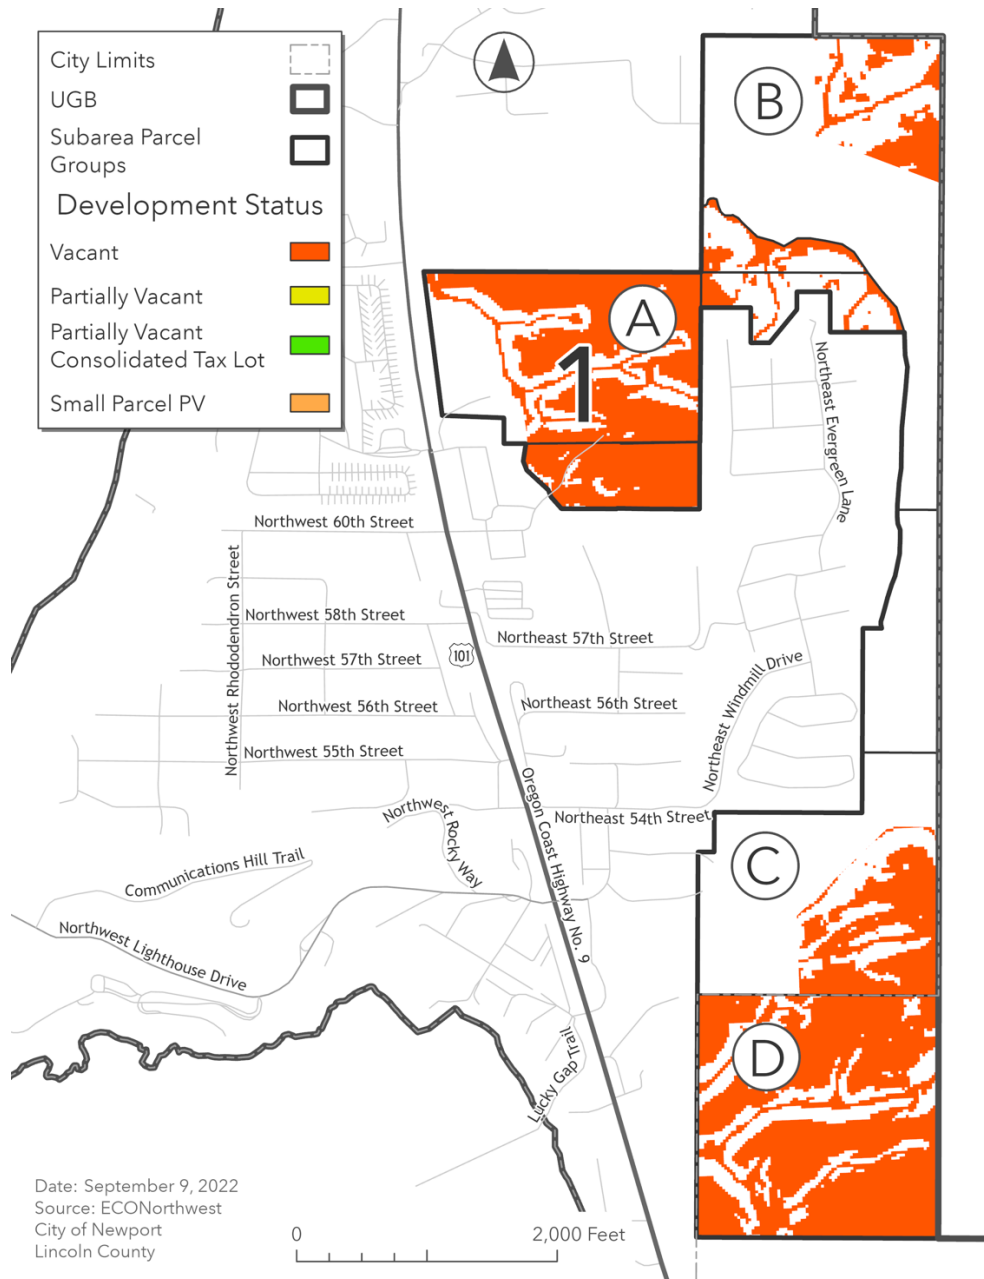 City Limits
UGB
Subarea Parcel
Groups
Development Status
Vacant
Partially Vacant
Partially Vacant
Consolidated Tax Lot
Small Parcel PV
B
A
1
Northeast Evergreen Lane
Northwest 60th Street
Northwest Rhododendron Street
Northwest 58th Street
Northeast 57th Street
101
Northwest 57th Street
Northeast Windmill Drive
Northwest 56th Street
Northeast 56th Street
Northwest 55th Street
Oregon Coast Highway No. 9
Northwest Rocky Way
Northeast 54th Street
C
Communications Hill Trail
Northwest Lighthouse Drive
D
Lucky Gap Trail
Date: September 9, 2022
Source: ECONorthwest
City of Newport
Lincoln County
0
2,000 Feet